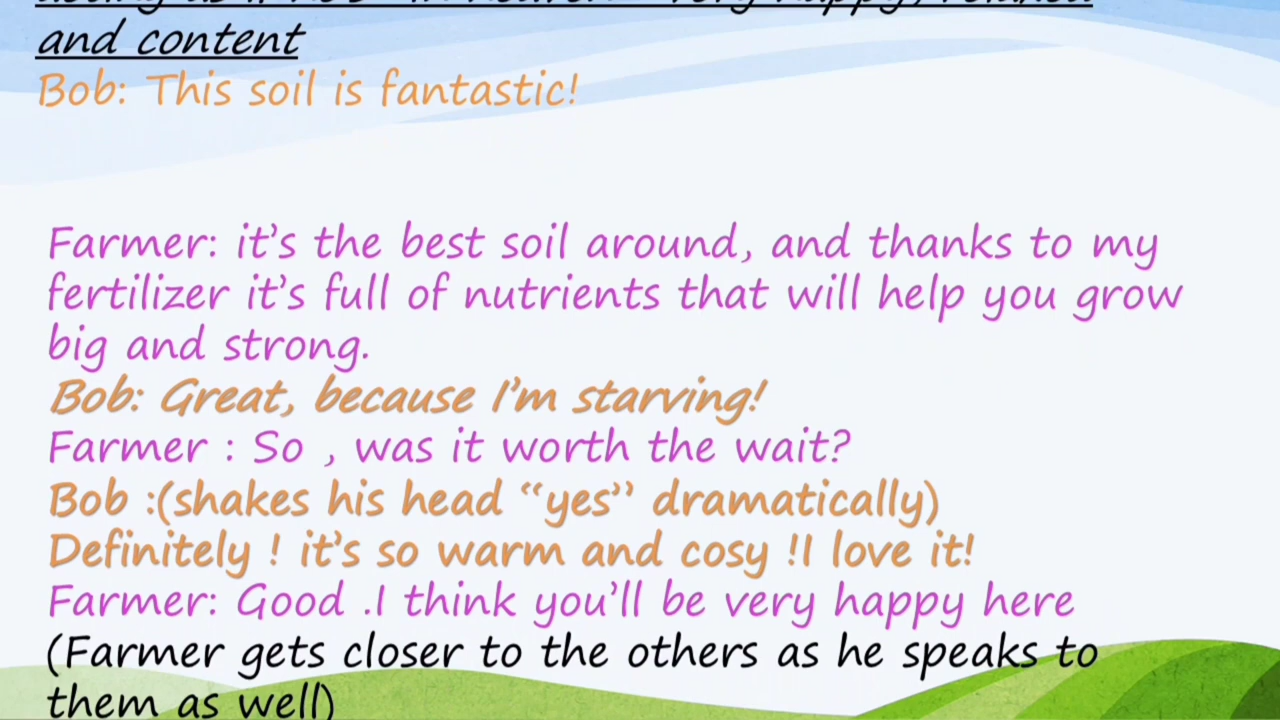 and content
Bob: This soil is fantastic!
Farmer: it's the best soil around, and thanks to my
fertilizer it's full of nutrients that will help you grow
big and strong.
Bob: Great, because I'm starving!
Farmer : So , was it worth the wait?
Bob :(shakes his head “yes” dramatically)
Definitely ! it's so warm and cosy !I love it!
Farmer: Good .I think you'll be very happy here
(Farmer gets closer to the others as he speaks to
them as well)